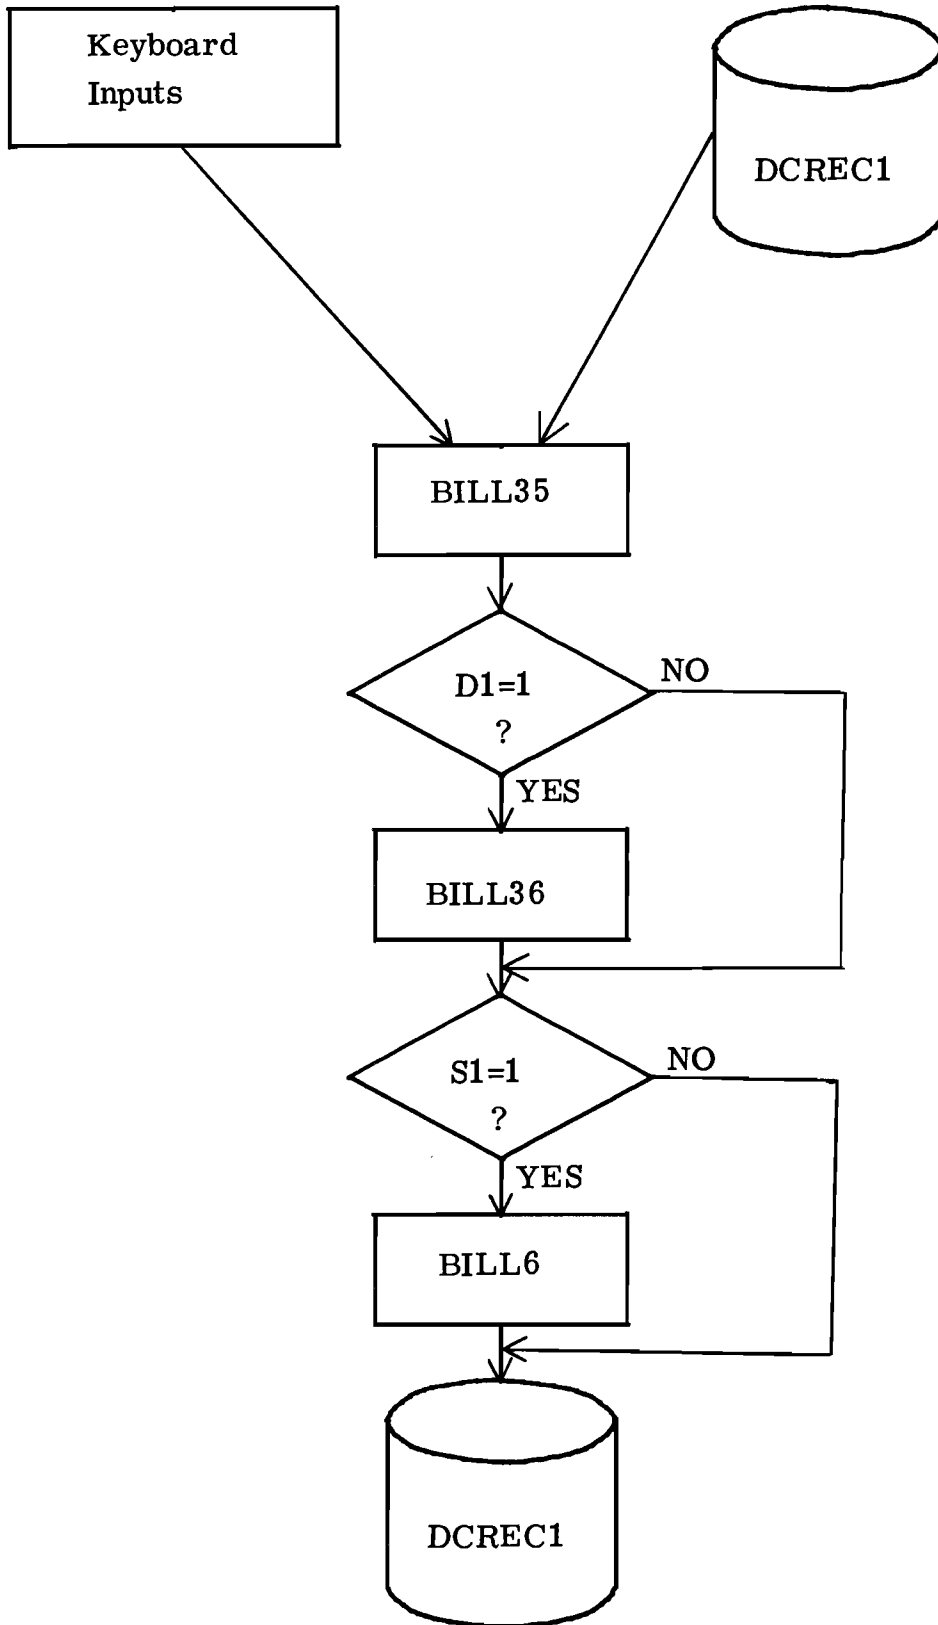 Keyboard
Inputs
DCREC1
BILL35
D1=1
?
NO
YES
BILL36
S1=1
?
NO
YES
BILL6
DCREC1